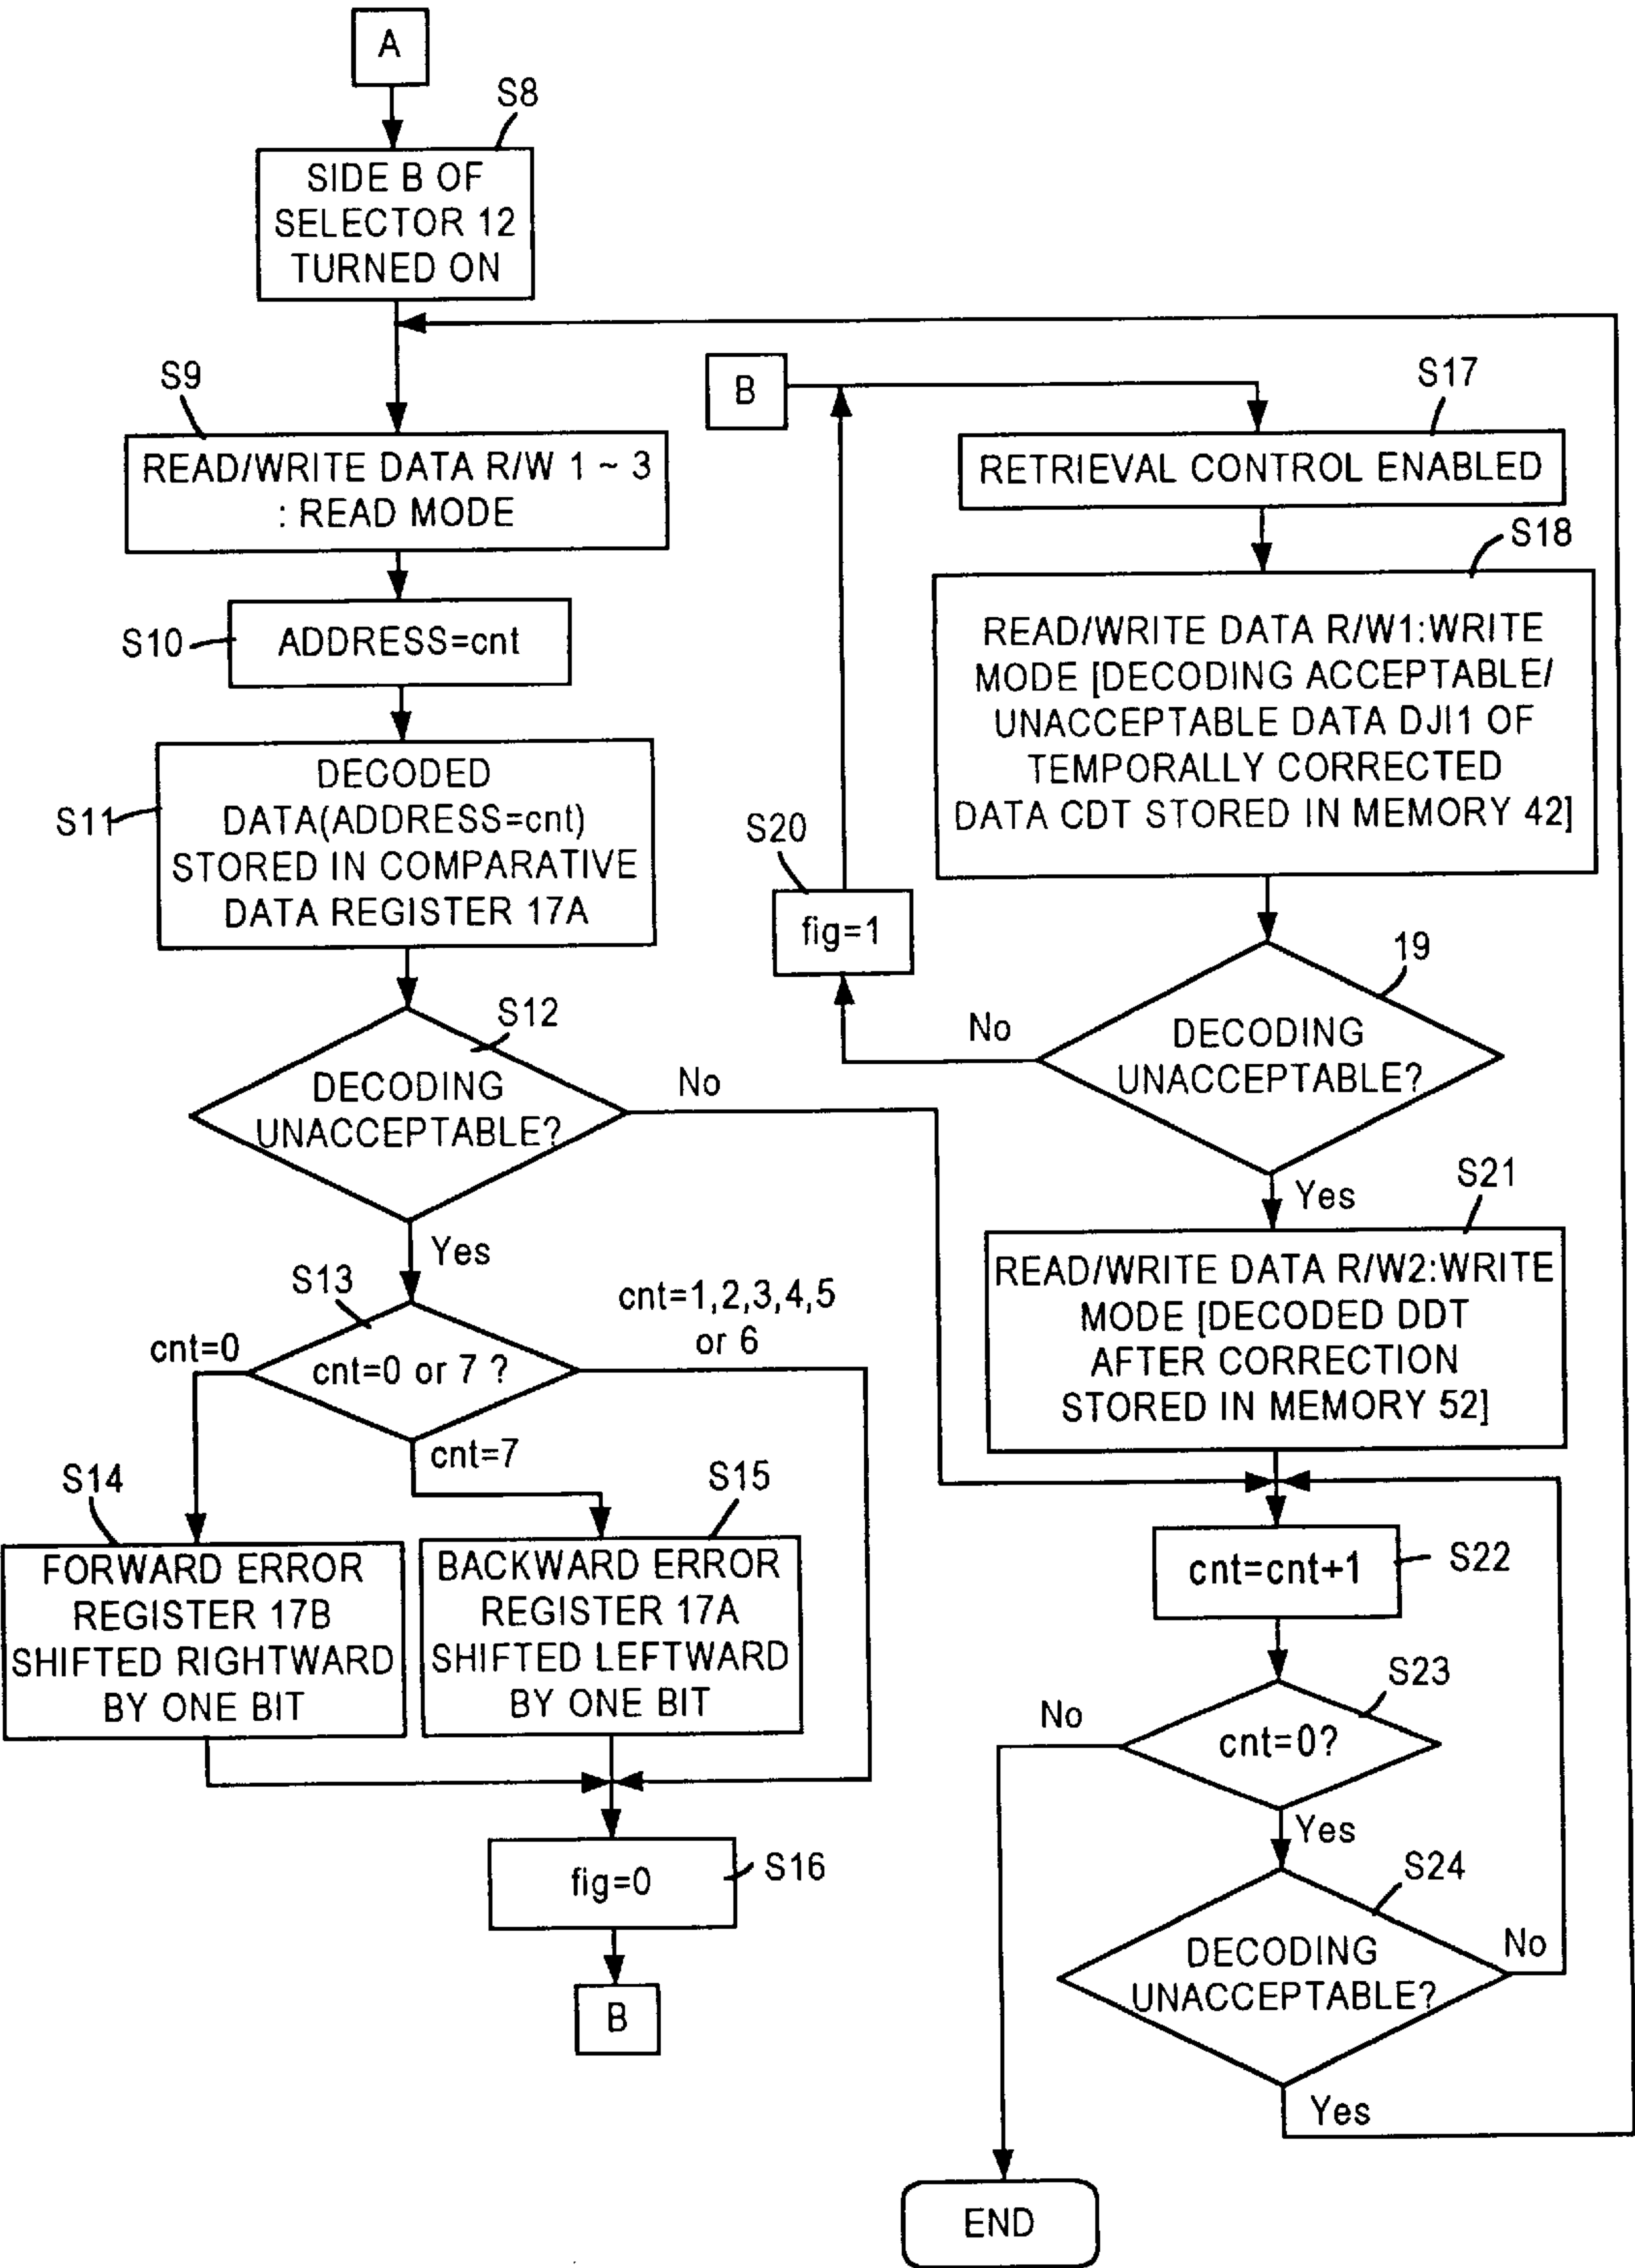 A
S8
SIDE B OF
SELECTOR 12
TURNED ON
S9
READ/WRITE DATA R/W 1 ~ 3
: READ MODE
S10
ADDRESS=cnt
S11
DECODED
DATA(ADDRESS=cnt)
STORED IN COMPARATIVE
DATA REGISTER 17A
S12
DECODING
UNACCEPTABLE?
No
Yes
S13
cnt=0 or 7 ?
cnt=0
cnt=1,2,3,4,5
or 6
cnt=7
S14
FORWARD ERROR
REGISTER 17B
SHIFTED RIGHTWARD
BY ONE BIT
S15
BACKWARD ERROR
REGISTER 17A
SHIFTED LEFTWARD
BY ONE BIT
fig=0
S16
B
B
S17
RETRIEVAL CONTROL ENABLED
S18
READ/WRITE DATA R/W1:WRITE
MODE [DECODING ACCEPTABLE/
UNACCEPTABLE DATA DJI1 OF
TEMPORALLY CORRECTED
DATA CDT STORED IN MEMORY 42]
S20
fig=1
19
DECODING
UNACCEPTABLE?
No
Yes
S21
READ/WRITE DATA R/W2:WRITE
MODE [DECODED DDT
AFTER CORRECTION
STORED IN MEMORY 52]
cnt=cnt+1
S22
S23
cnt=0?
No
Yes
S24
DECODING
UNACCEPTABLE?
No
Yes
END